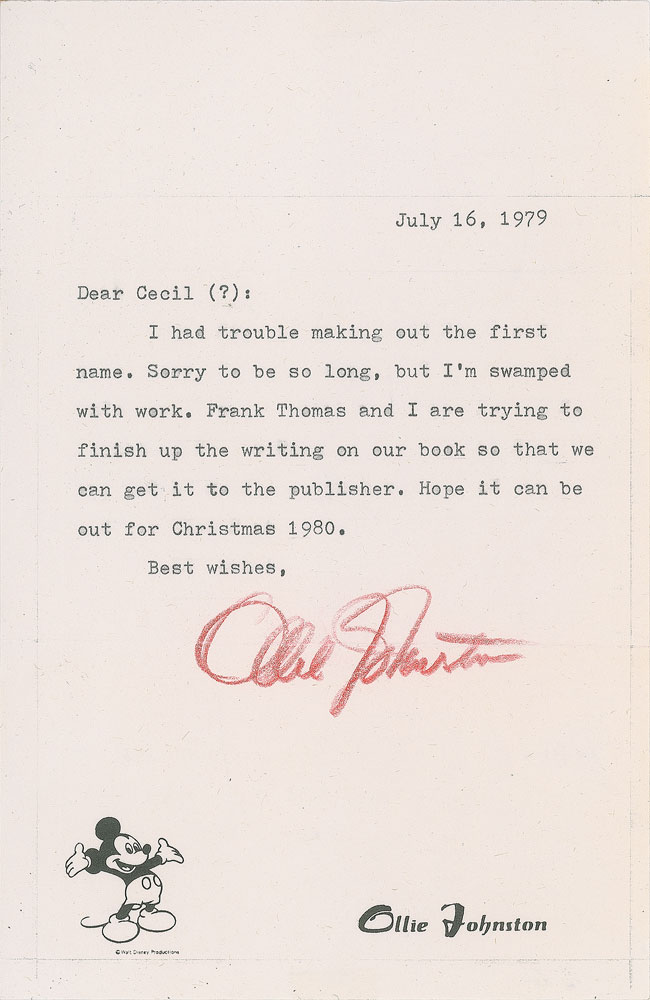 July 16, 1979
Dear Cecil (?):
I had trouble making out the first
name. Sorry to be so long, but I'm swamped
with work. Frank Thomas and I are trying to
finish up the writing on our book so that we
can get it to the publisher. Hope it can be
out for Christmas 1980.
Best wishes,
Ollie Johnston
© Walt Disney Productions
Ollie Johnston